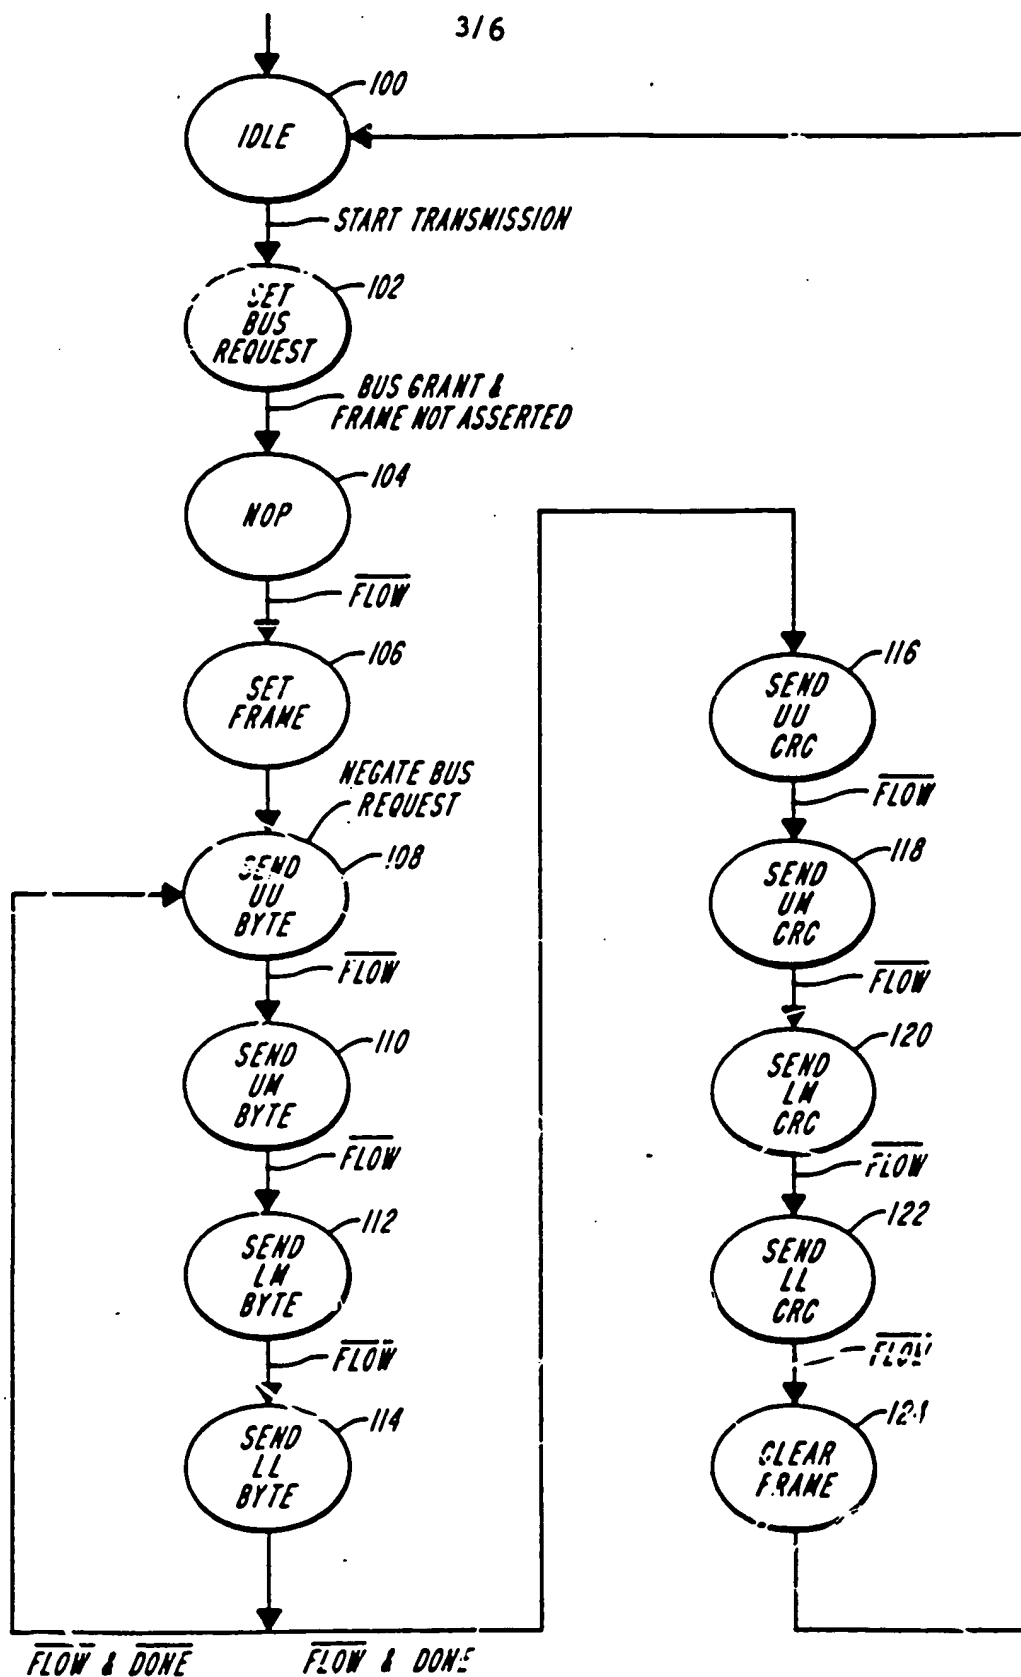 3/6
100
IDLE
START TRANSMISSION
102
SET
BUS
REQUEST
BUS GRANT &
FRAME NOT ASSERTED
104
NOP
FLOW
106
SET
FRAME
NEGATE BUS
REQUEST
108
SEND
UU
BYTE
FLOW
110
SEND
UM
BYTE
FLOW
112
SEND
LM
BYTE
FLOW
114
SEND
LL
BYTE
FLOW & DONE
FLOW & DONE
116
SEND
UU
CRC
FLOW
118
SEND
UM
CRC
FLOW
120
SEND
LM
CRC
FLOW
122
SEND
LL
CRC
FLOW
124
CLEAR
FRAME